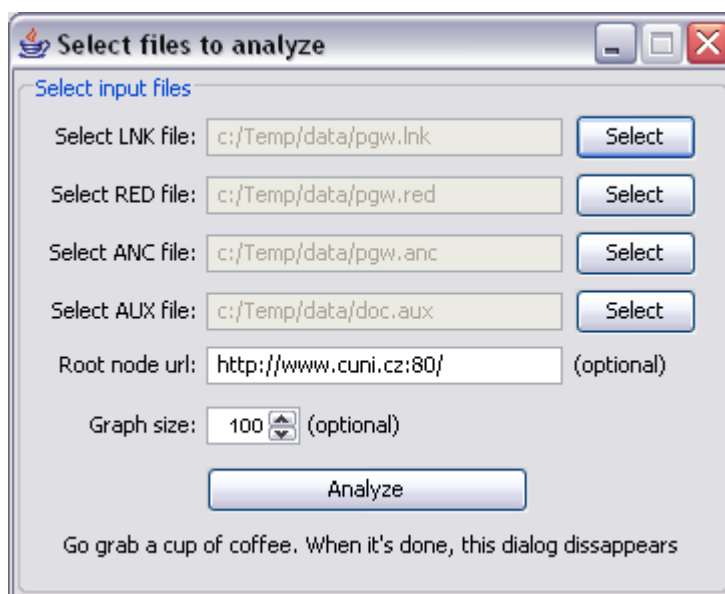 Select files to analyze
Select input files
Select LNK file: c:/Temp/data/pgw.lnk Select
Select RED file: c:/Temp/data/pgw.red Select
Select ANC file: c:/Temp/data/pgw.anc Select
Select AUX file: c:/Temp/data/doc.aux Select
Root node url: http://www.cuni.cz:80/ (optional)
Graph size: 100 (optional)
Analyze
Go grab a cup of coffee. When it's done, this dialog dissappears